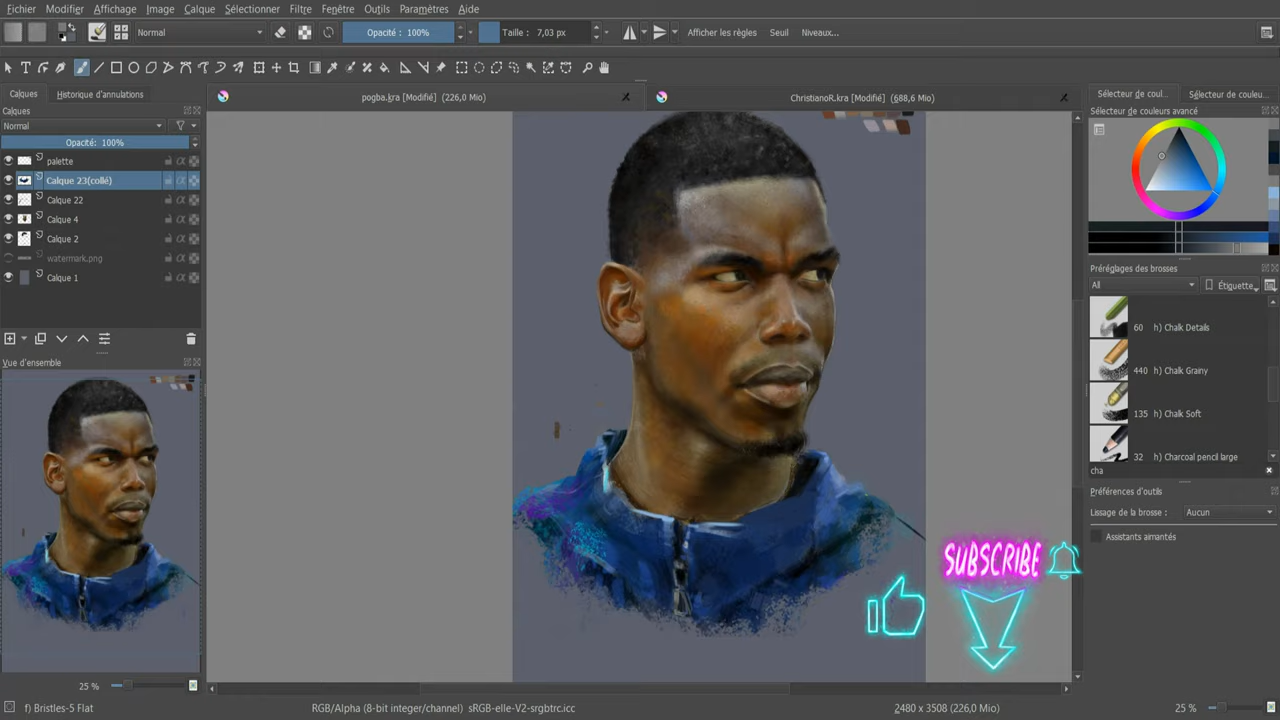 Fichier Modifier Affichage Image Calque Sélectionner Filtre Fenêtre Outils Paramètres Aide
Normal Opacité : 100% Taille : 7,03 px Afficher les règles Seuil Niveaux...
Calques Historique d'annulations pogba.kra [Modifié] (226,0 Mio) ChristianoR.kra [Modifié] (688,6 Mio) Sélecteur de coul... Sélecteur de couleu...
Calques
Sélecteur de couleurs avancé
Normal
Opacité: 100%
palette
Calque 23(collé)
Calque 22
Calque 4
Calque 2
watermark.png
Calque 1
Préréglages des brosses
All Étiquette
60 h) Chalk Details
440 h) Chalk Grainy
135 h) Chalk Soft
32 h) Charcoal pencil large
cha
Vue d'ensemble
Préférences d'outils
Lissage de la brosse : Aucun
Assistants aimantés
SUBSCRIBE
25 %
f) Bristles-5 Flat RGB/Alpha (8-bit integer/channel) sRGB-elle-V2-srgbtrc.icc 2480 x 3508 (226,0 Mio) 25 %